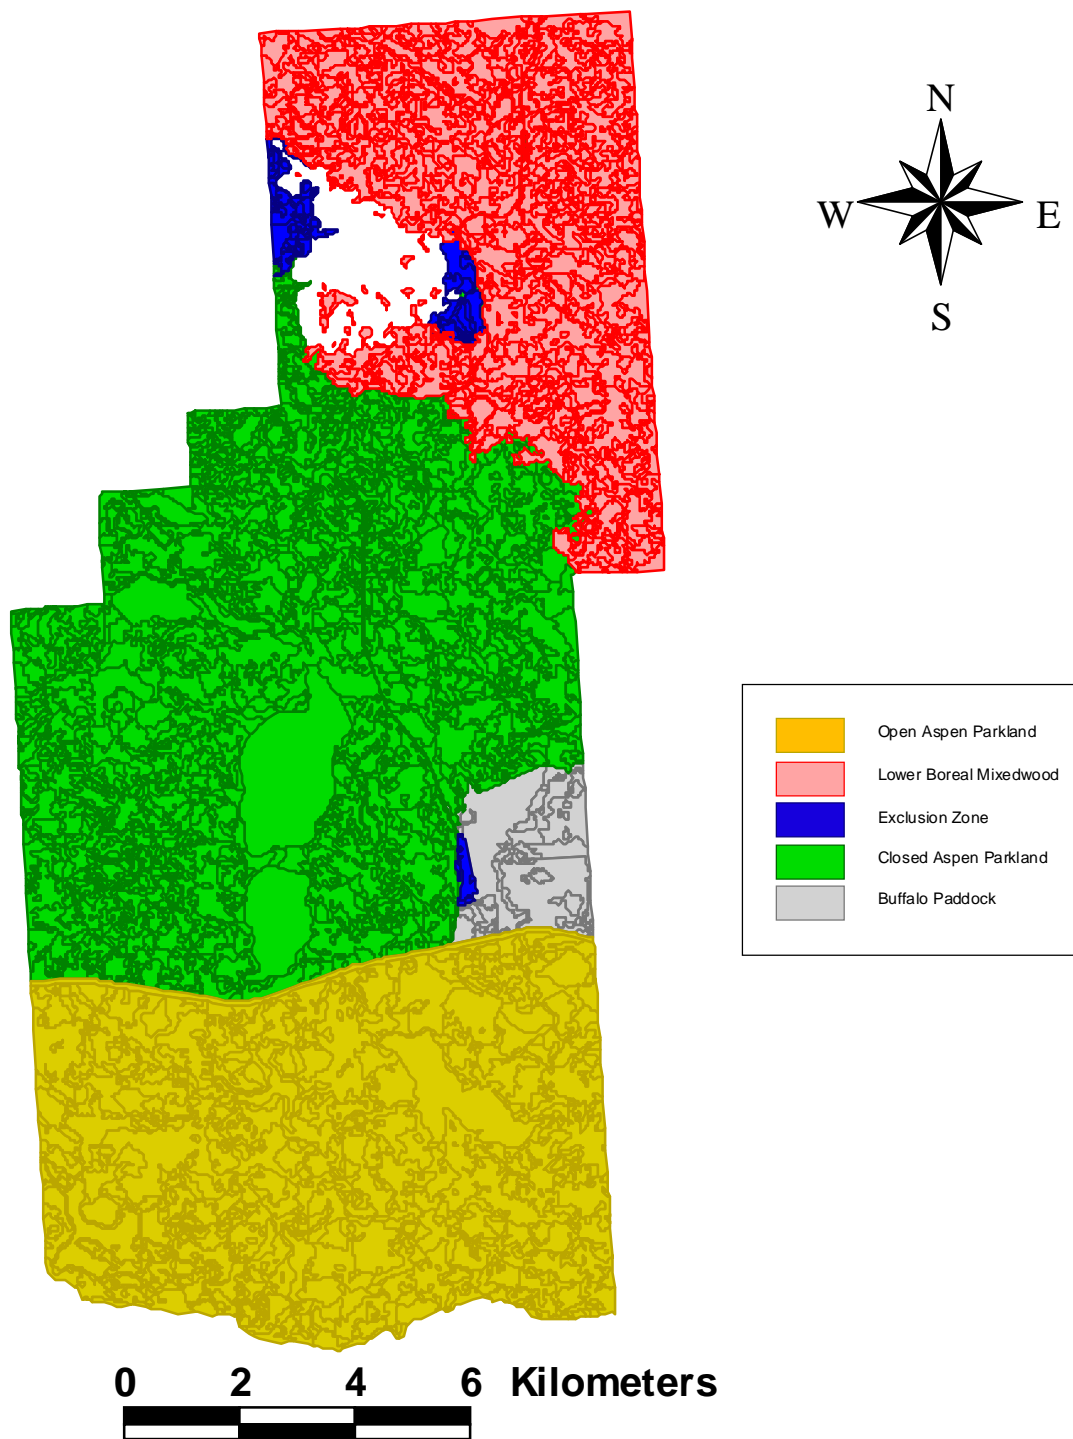 N
W E
S
Open Aspen Parkland
Lower Boreal Mixedwood
Exclusion Zone
Closed Aspen Parkland
Buffalo Paddock
0 2 4 6 Kilometers